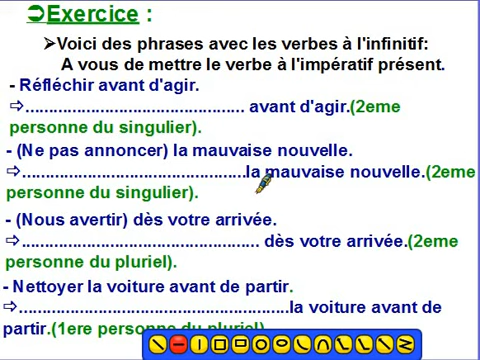 ➲Exercice :
➢Voici des phrases avec les verbes à l'infinitif:
A vous de mettre le verbe à l'impératif présent.
- Réfléchir avant d'agir.
⇨............................................... avant d'agir.(2eme
personne du singulier).
- (Ne pas annoncer) la mauvaise nouvelle.
⇨................................................la mauvaise nouvelle.(2eme
personne du singulier).
- (Nous avertir) dès votre arrivée.
⇨................................................... dès votre arrivée.(2eme
personne du pluriel).
- Nettoyer la voiture avant de partir.
⇨..........................................................la voiture avant de
partir.(1ere personne du pluriel)